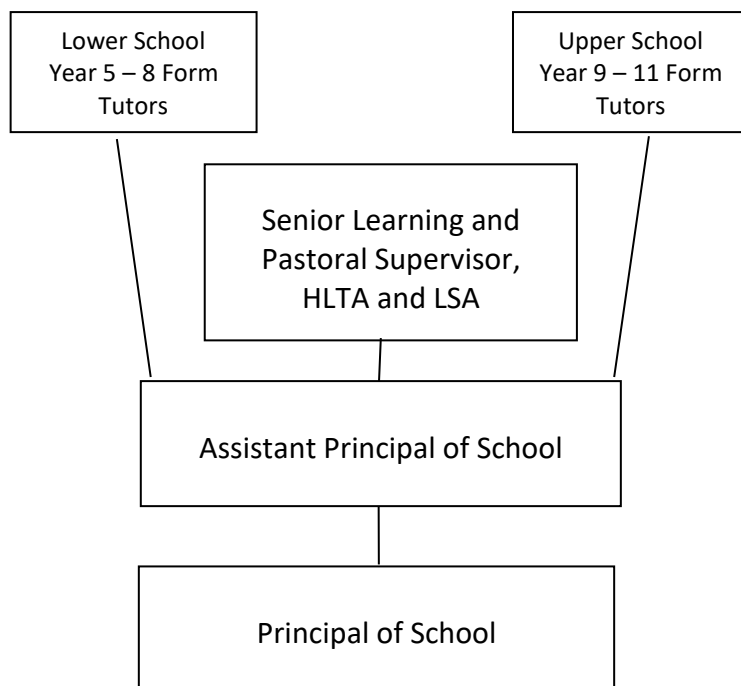 Lower School
Year 5 – 8 Form
Tutors
Upper School
Year 9 – 11 Form
Tutors
Senior Learning and
Pastoral Supervisor,
HLTA and LSA
Assistant Principal of School
Principal of School